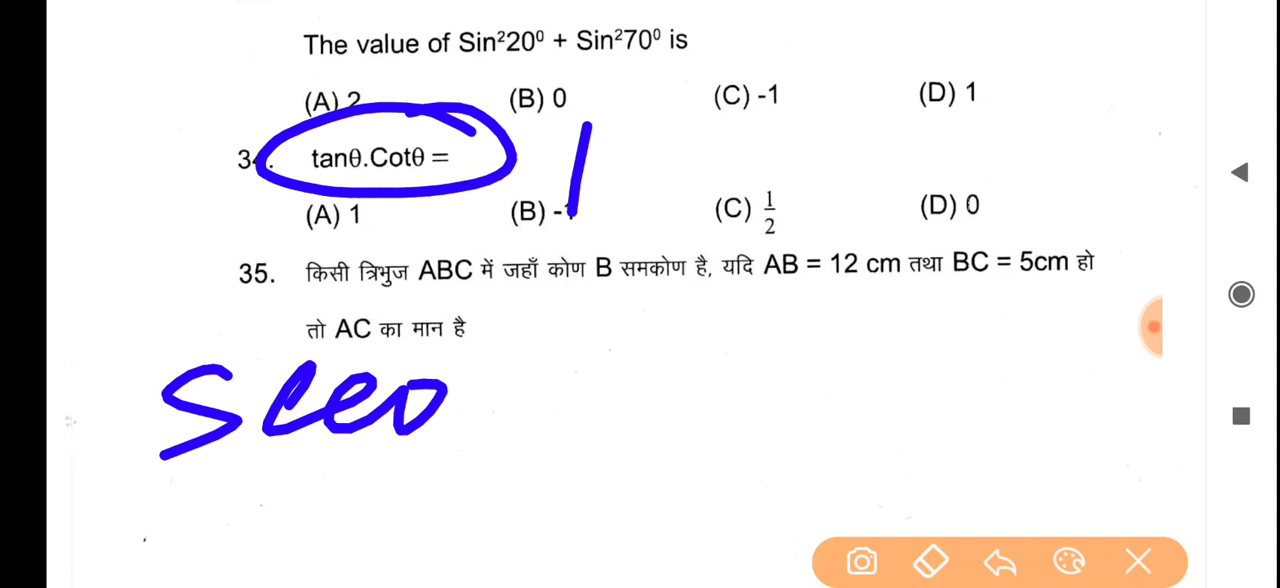 The value of Sin²20⁰ + Sin²70⁰ is
(A) 2 (B) 0 (C) -1 (D) 1
34. tanθ.Cotθ =
(A) 1 (B) -1 (C) 1/2 (D) 0
35. किसी त्रिभुज ABC में जहाँ कोण B समकोण है, यदि AB = 12 cm तथा BC = 5cm हो
तो AC का मान है